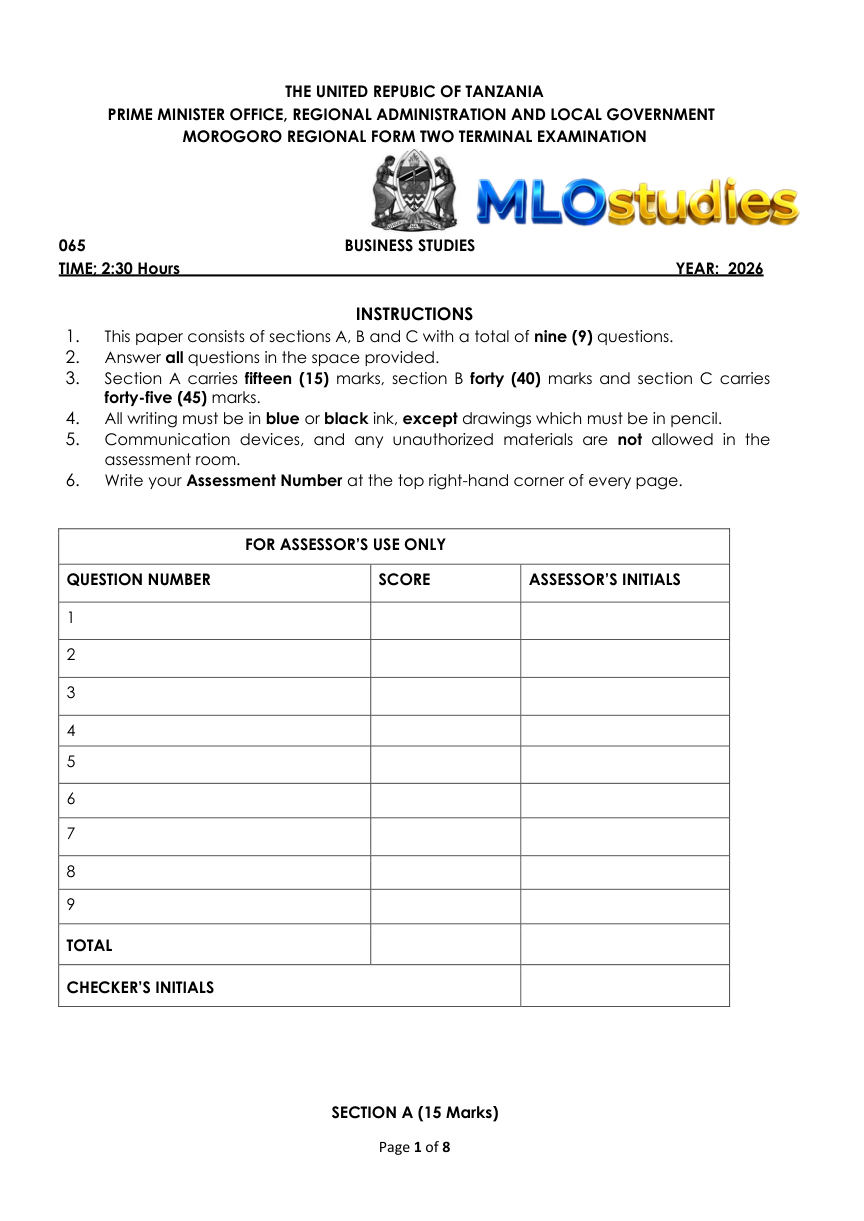 THE UNITED REPUBIC OF TANZANIA
PRIME MINISTER OFFICE, REGIONAL ADMINISTRATION AND LOCAL GOVERNMENT
MOROGORO REGIONAL FORM TWO TERMINAL EXAMINATION
MLOstudies
065 BUSINESS STUDIES
TIME; 2:30 Hours YEAR: 2026
INSTRUCTIONS
1. This paper consists of sections A, B and C with a total of nine (9) questions.
2. Answer all questions in the space provided.
3. Section A carries fifteen (15) marks, section B forty (40) marks and section C carries
forty-five (45) marks.
4. All writing must be in blue or black ink, except drawings which must be in pencil.
5. Communication devices, and any unauthorized materials are not allowed in the
assessment room.
6. Write your Assessment Number at the top right-hand corner of every page.
FOR ASSESSOR'S USE ONLY
QUESTION NUMBER SCORE ASSESSOR'S INITIALS
1
2
3
4
5
6
7
8
9
TOTAL
CHECKER'S INITIALS
SECTION A (15 Marks)
Page 1 of 8